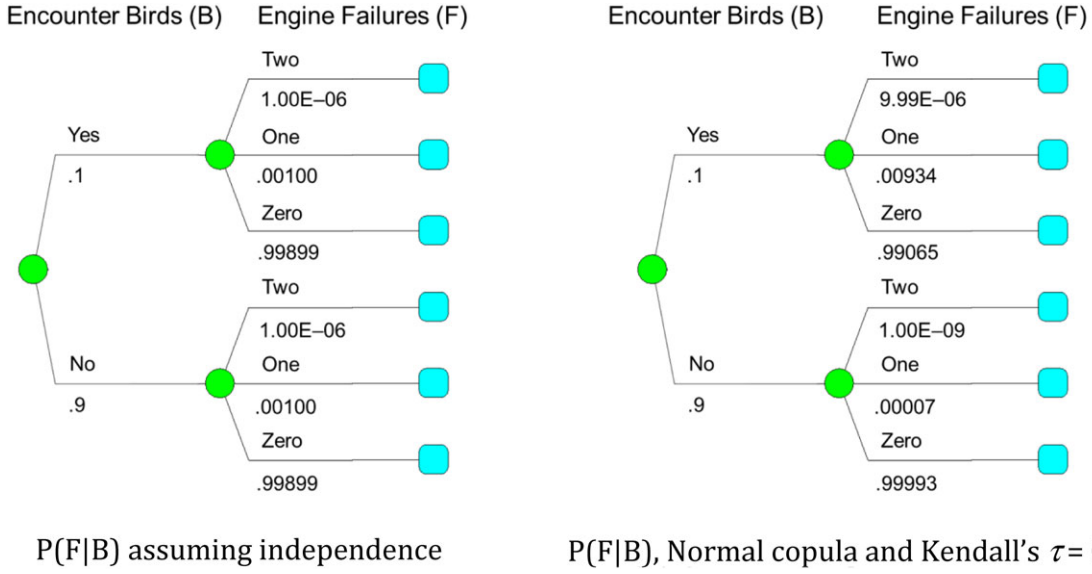 Encounter Birds (B) Engine Failures (F)
Two
1.00E–06
One
.00100
Zero
.99899
Yes
.1
Two
1.00E–06
One
.00100
Zero
.99899
No
.9
P(F|B) assuming independence
Encounter Birds (B) Engine Failures (F)
Two
9.99E–06
One
.00934
Zero
.99065
Yes
.1
Two
1.00E–09
One
.00007
Zero
.99993
No
.9
P(F|B), Normal copula and Kendall's τ=